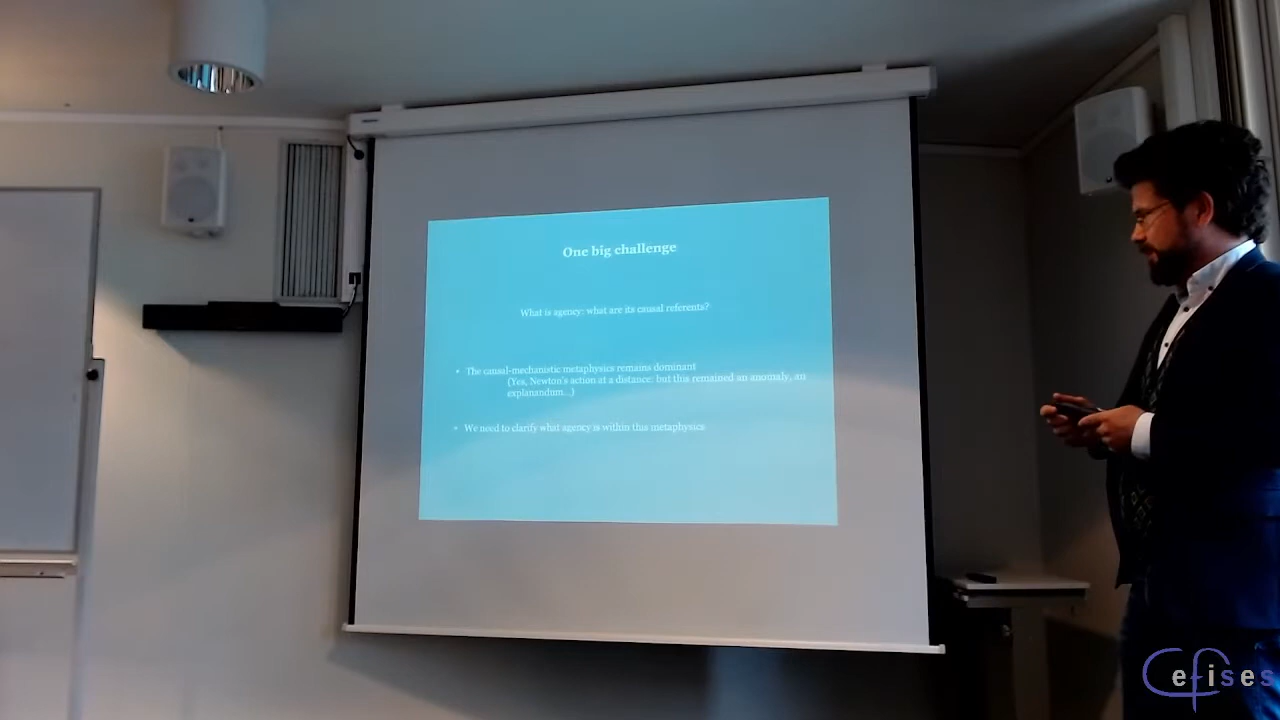 One big challenge
What is agency: what are its causal referents?
• The causal-mechanistic metaphysics remains dominant
(Yes, Newton's action at a distance: but this remained an anomaly, an
explanandum...)
• We need to clarify what agency is within this metaphysics
Cefises